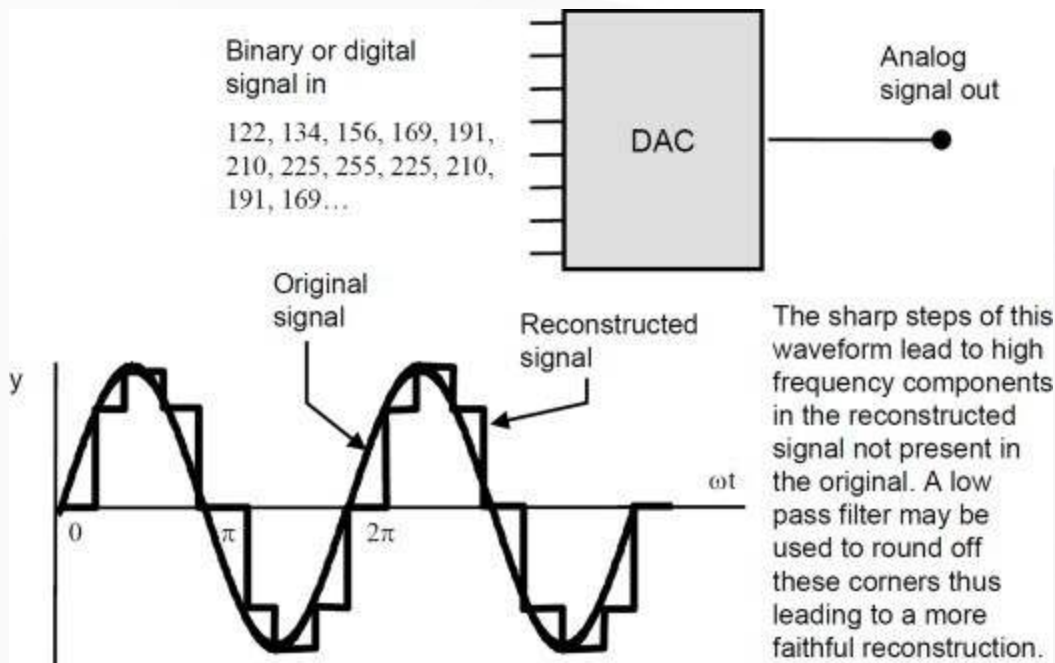 Binary or digital
signal in
122, 134, 156, 169, 191,
210, 225, 255, 225, 210,
191, 169…
DAC
Analog
signal out
Original
signal
Reconstructed
signal
The sharp steps of this
waveform lead to high
frequency components
in the reconstructed
signal not present in
the original. A low
pass filter may be
used to round off
these corners thus
leading to a more
faithful reconstruction.
y
ωt
0
π
2π